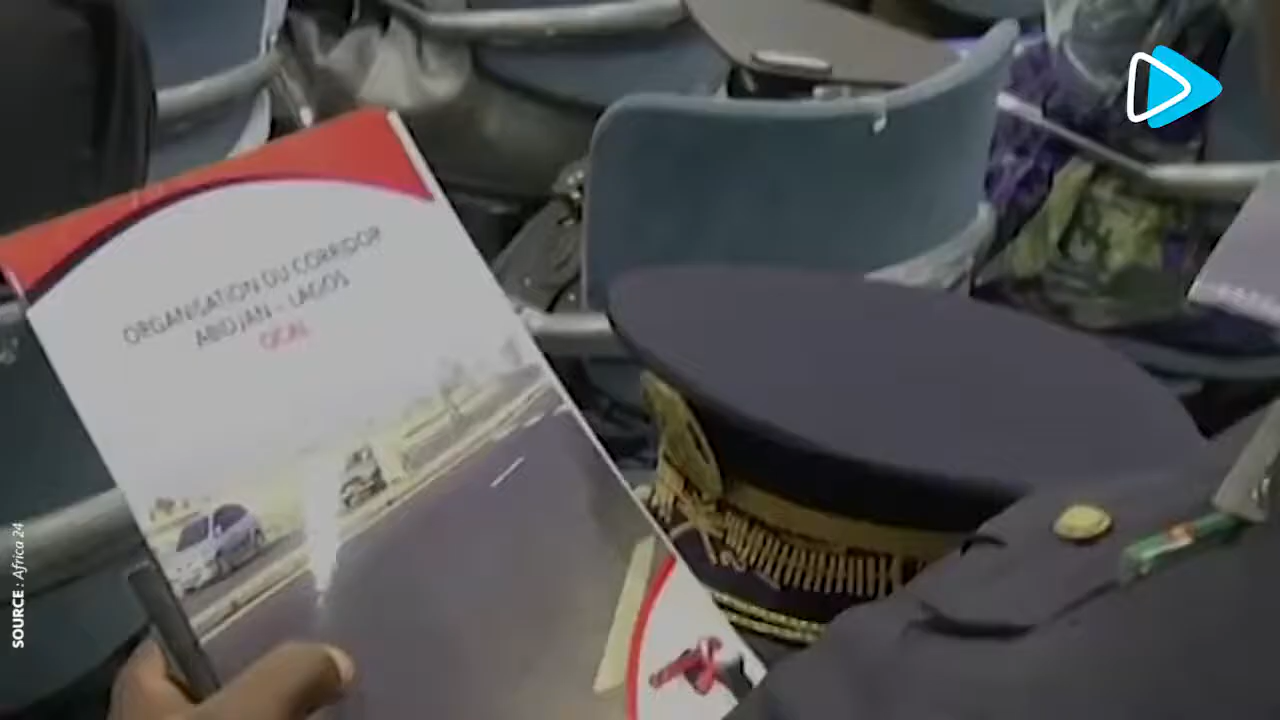 ORGANISATION DU CORRIDOR
ABIDJAN - LAGOS
OCAL
SOURCE : Africa 24